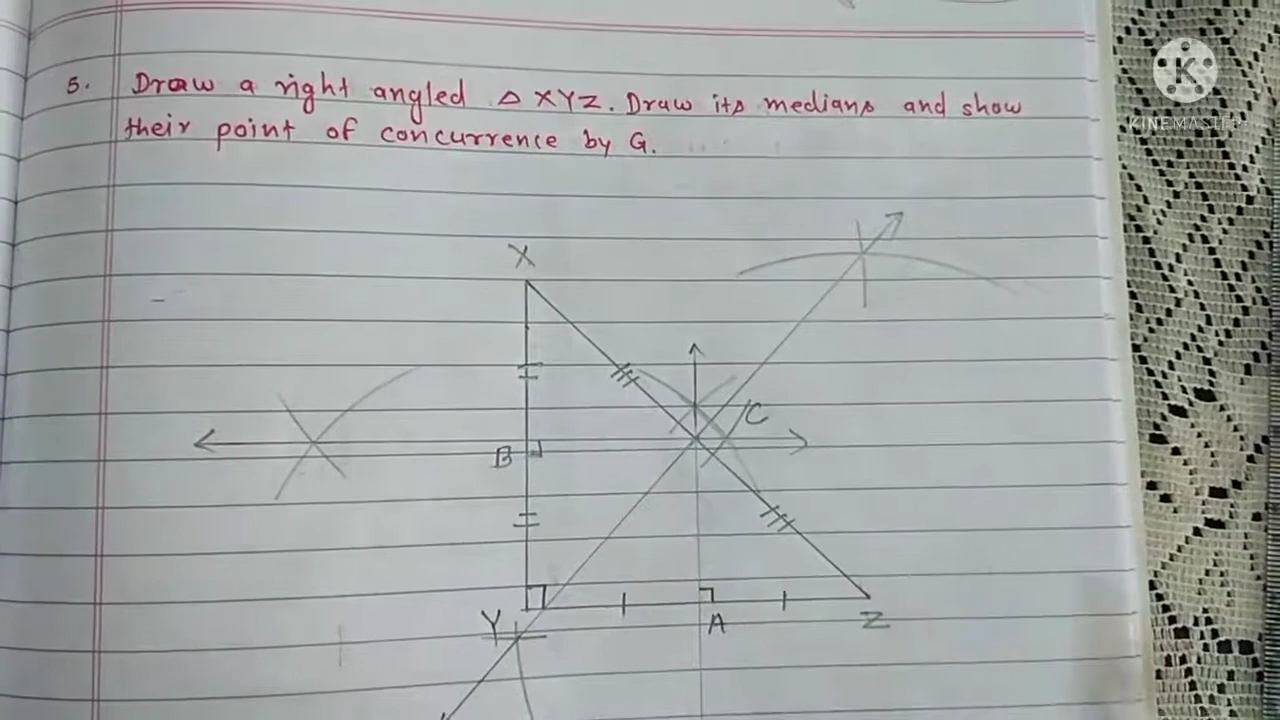 5. Draw a right angled △ XYZ. Draw its medians and show
their point of concurrence by G.
K
KINEMASTER
X
C
B
Y
A
Z